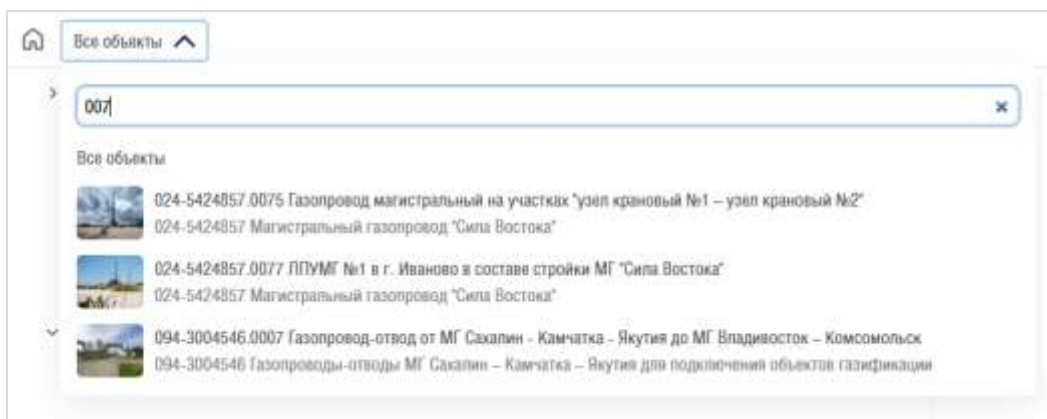 Все объекты
007
Все объекты
024-5424857.0075 Газопровод магистральный на участках "узел крановый №1 – узел крановый №2"
024-5424857 Магистральный газопровод "Сила Востока"
024-5424857.0077 ЛПУМГ №1 в г. Иваново в составе стройки МГ "Сила Востока"
024-5424857 Магистральный газопровод "Сила Востока"
094-3004546.0007 Газопровод-отвод от МГ Сахалин - Камчатка - Якутия до МГ Владивосток – Комсомольск
094-3004546 Газопроводы-отводы МГ Сахалин – Камчатка – Якутия для подключения объектов газификации